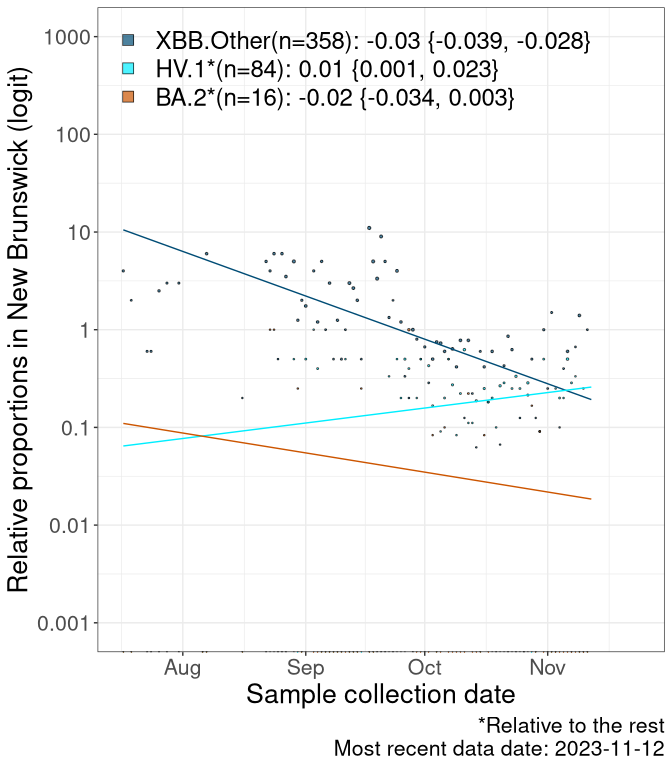 XBB.Other(n=358): -0.03 {-0.039, -0.028}
HV.1*(n=84): 0.01 {0.001, 0.023}
BA.2*(n=16): -0.02 {-0.034, 0.003}
Relative proportions in New Brunswick (logit)
1000
100
10
1
0.1
0.01
0.001
Aug Sep Oct Nov
Sample collection date
*Relative to the rest
Most recent data date: 2023-11-12